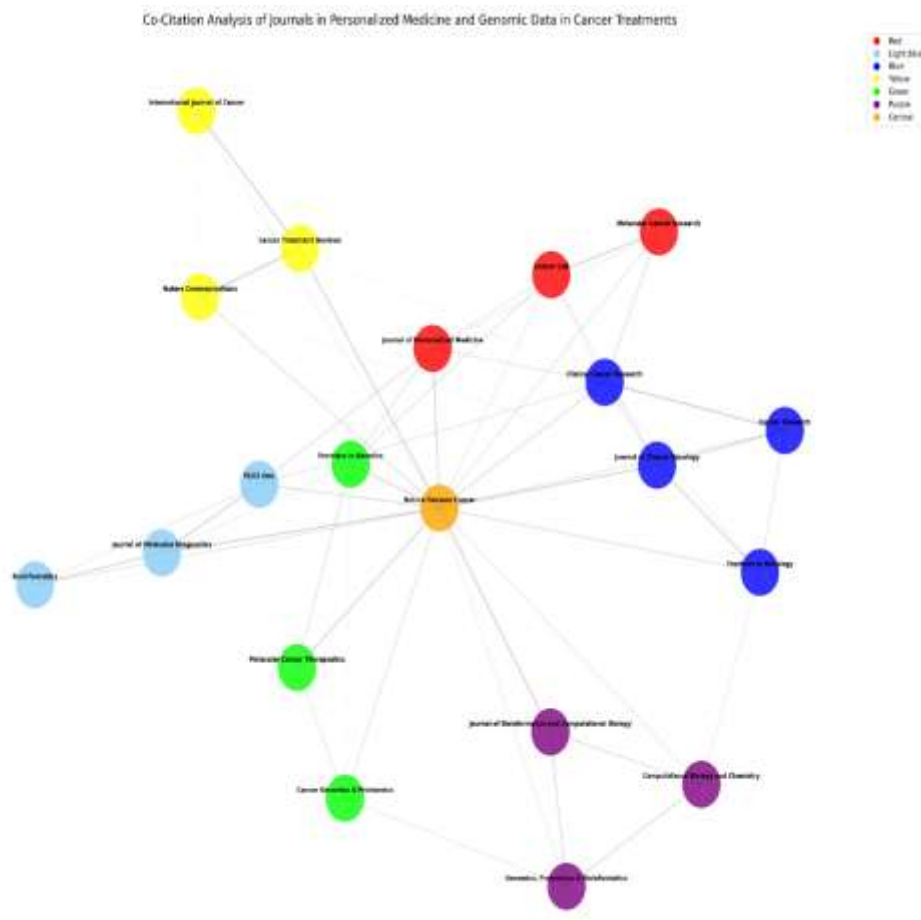 Co-Citation Analysis of Journals in Personalized Medicine and Genomic Data in Cancer Treatments
Red
Light Blue
Blue
Yellow
Green
Purple
Central
International Journal of Cancer
Molecular Cancer Research
Cancer Treatment Reviews
Cancer Cell
Nature Communications
Journal of Personalized Medicine
Clinical Cancer Research
Cancer Research
Frontiers in Genetics
Journal of Clinical Oncology
PLOS One
Nature Reviews Cancer
Journal of Molecular Diagnostics
Frontiers in Oncology
Bioinformatics
Molecular Cancer Therapeutics
Journal of Bioinformatics and Computational Biology
Computational Biology and Chemistry
Cancer Genomics & Proteomics
Genomics, Proteomics & Bioinformatics